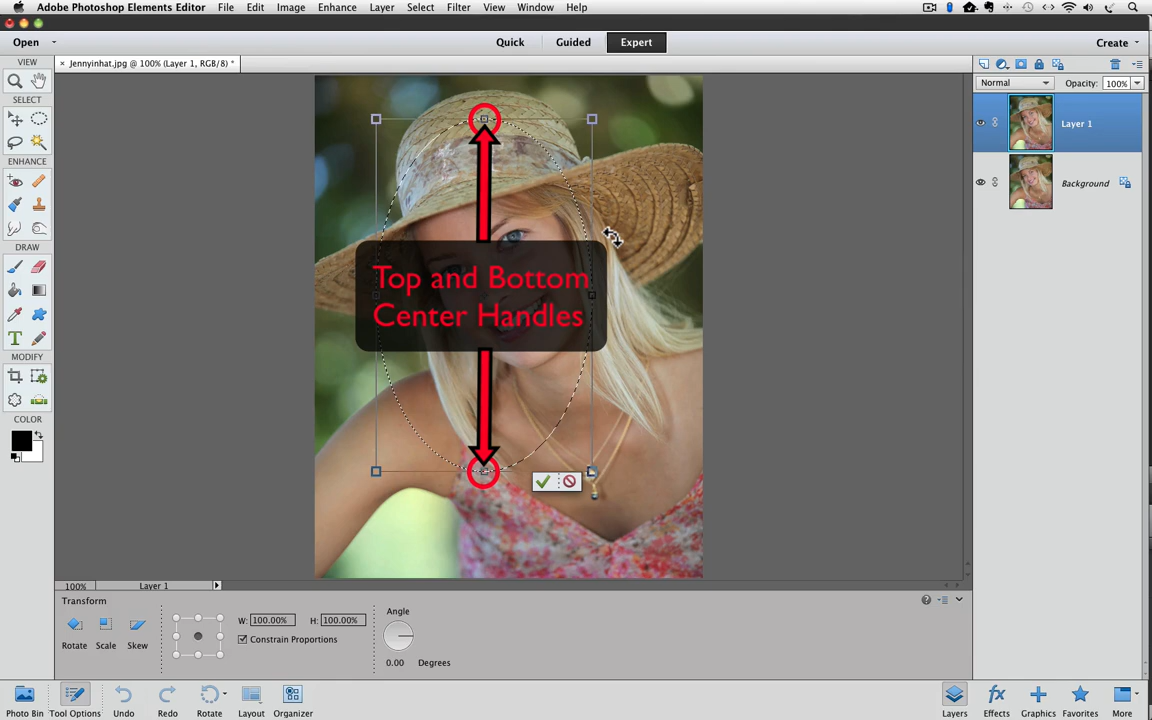 Adobe Photoshop Elements Editor File Edit Image Enhance Layer Select Filter View Window Help
Open Quick Guided Expert Create
VIEW × Jennyinhat.jpg @ 100% (Layer 1, RGB/8) *
Normal Opacity: 100%
SELECT
Layer 1
ENHANCE
Background
DRAW
Top and Bottom
Center Handles
T
MODIFY
COLOR
100% Layer 1
Transform
W: 100.00% H: 100.00% Angle
Constrain Proportions
Rotate Scale Skew
0.00 Degrees
fx
Photo Bin Tool Options Undo Redo Rotate Layout Organizer Layers Effects Graphics Favorites More